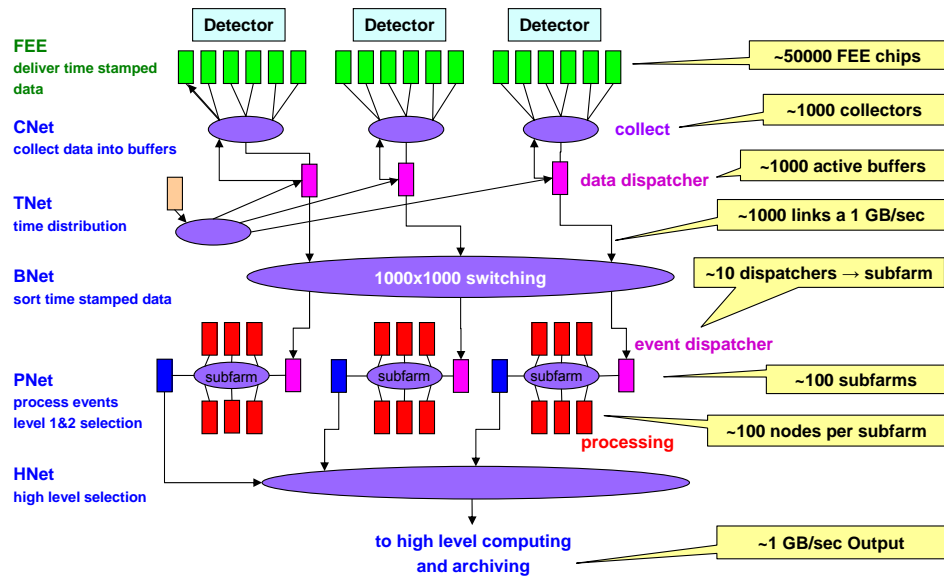 Detector
Detector
Detector
FEE
deliver time stamped
data
~50000 FEE chips
CNet
collect data into buffers
collect
~1000 collectors
data dispatcher
~1000 active buffers
TNet
time distribution
~1000 links a 1 GB/sec
BNet
sort time stamped data
1000x1000 switching
~10 dispatchers → subfarm
event dispatcher
PNet
process events
level 1&2 selection
subfarm
subfarm
subfarm
~100 subfarms
processing
~100 nodes per subfarm
HNet
high level selection
to high level computing
and archiving
~1 GB/sec Output